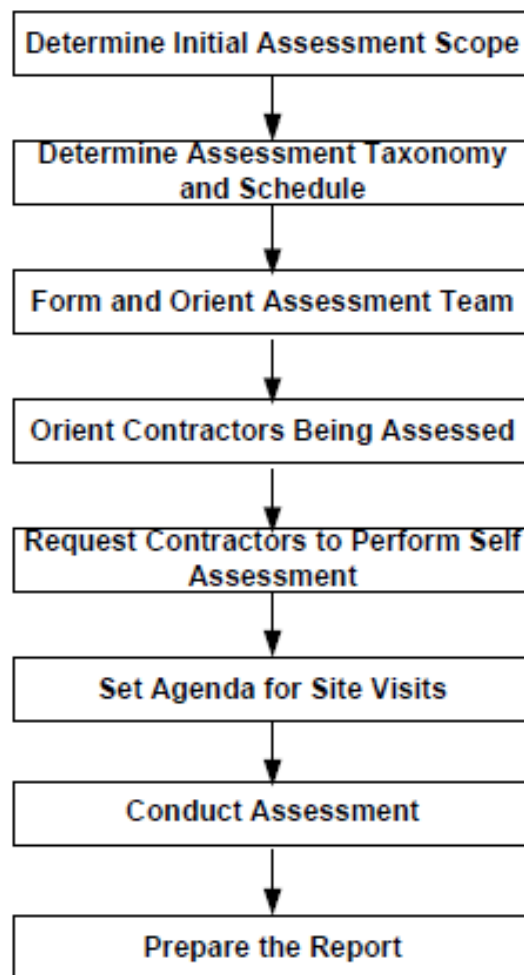 Determine Initial Assessment Scope
Determine Assessment Taxonomy
and Schedule
Form and Orient Assessment Team
Orient Contractors Being Assessed
Request Contractors to Perform Self
Assessment
Set Agenda for Site Visits
Conduct Assessment
Prepare the Report